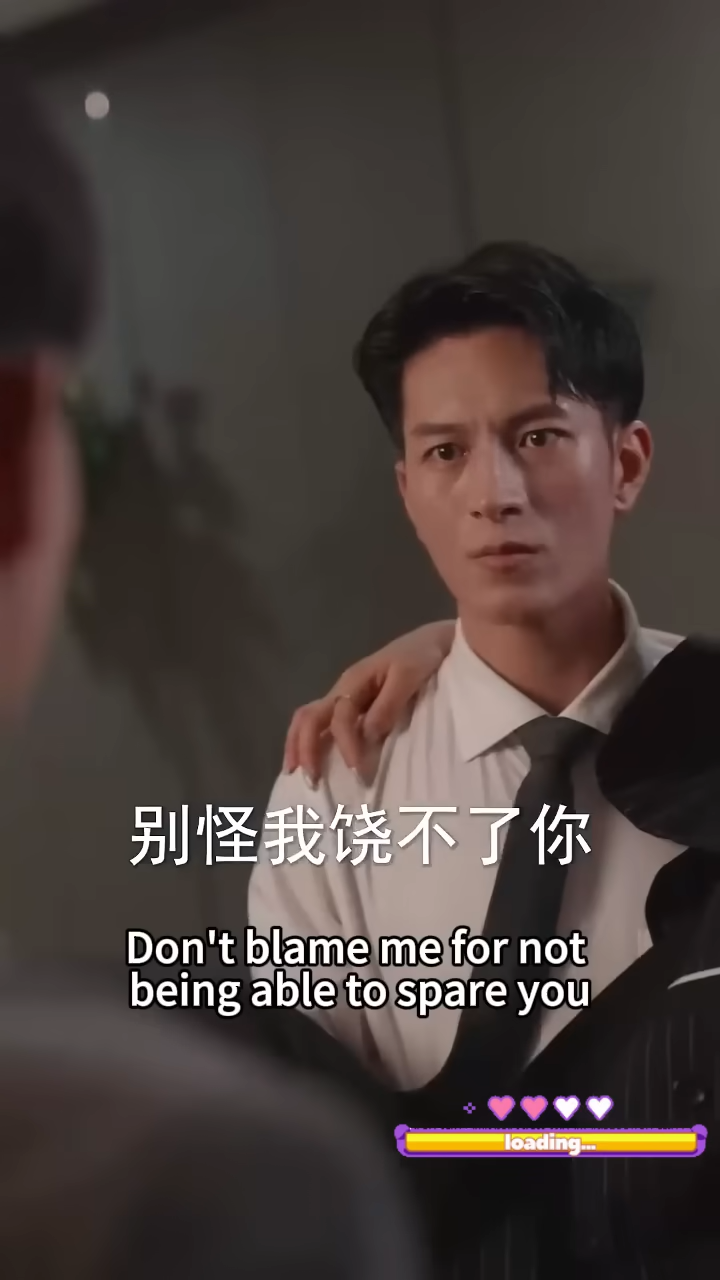 别怪我饶不了你
Don't blame me for not
being able to spare you
loading...